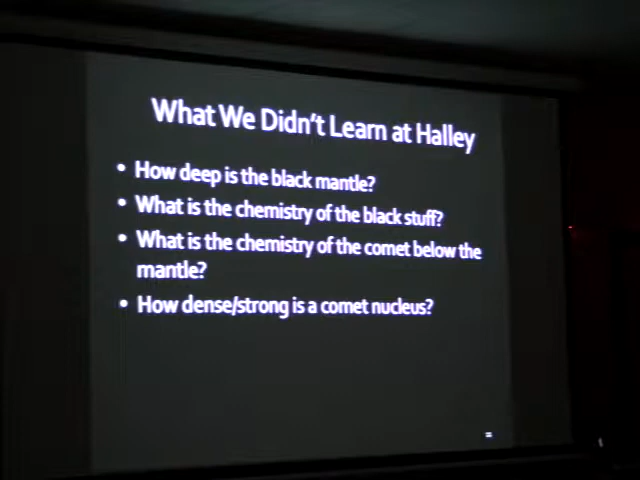 What We Didn't Learn at Halley
• How deep is the black mantle?
• What is the chemistry of the black stuff?
• What is the chemistry of the comet below the
mantle?
• How dense/strong is a comet nucleus?